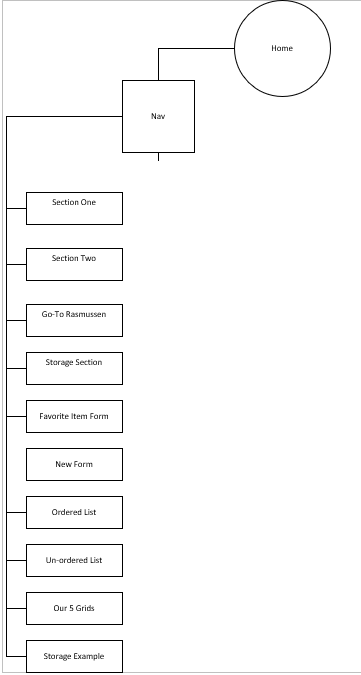 Home
Nav
Section One
Section Two
Go-To Rasmussen
Storage Section
Favorite Item Form
New Form
Ordered List
Un-ordered List
Our 5 Grids
Storage Example